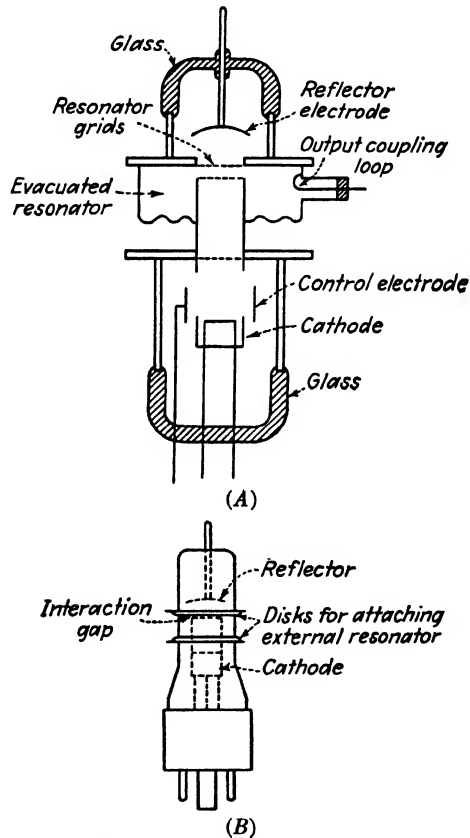 Glass
Reflector
electrode
Resonator
grids
Output coupling
loop
Evacuated
resonator
Control electrode
Cathode
Glass
(A)
Reflector
Interaction
gap
Disks for attaching
external resonator
Cathode
(B)